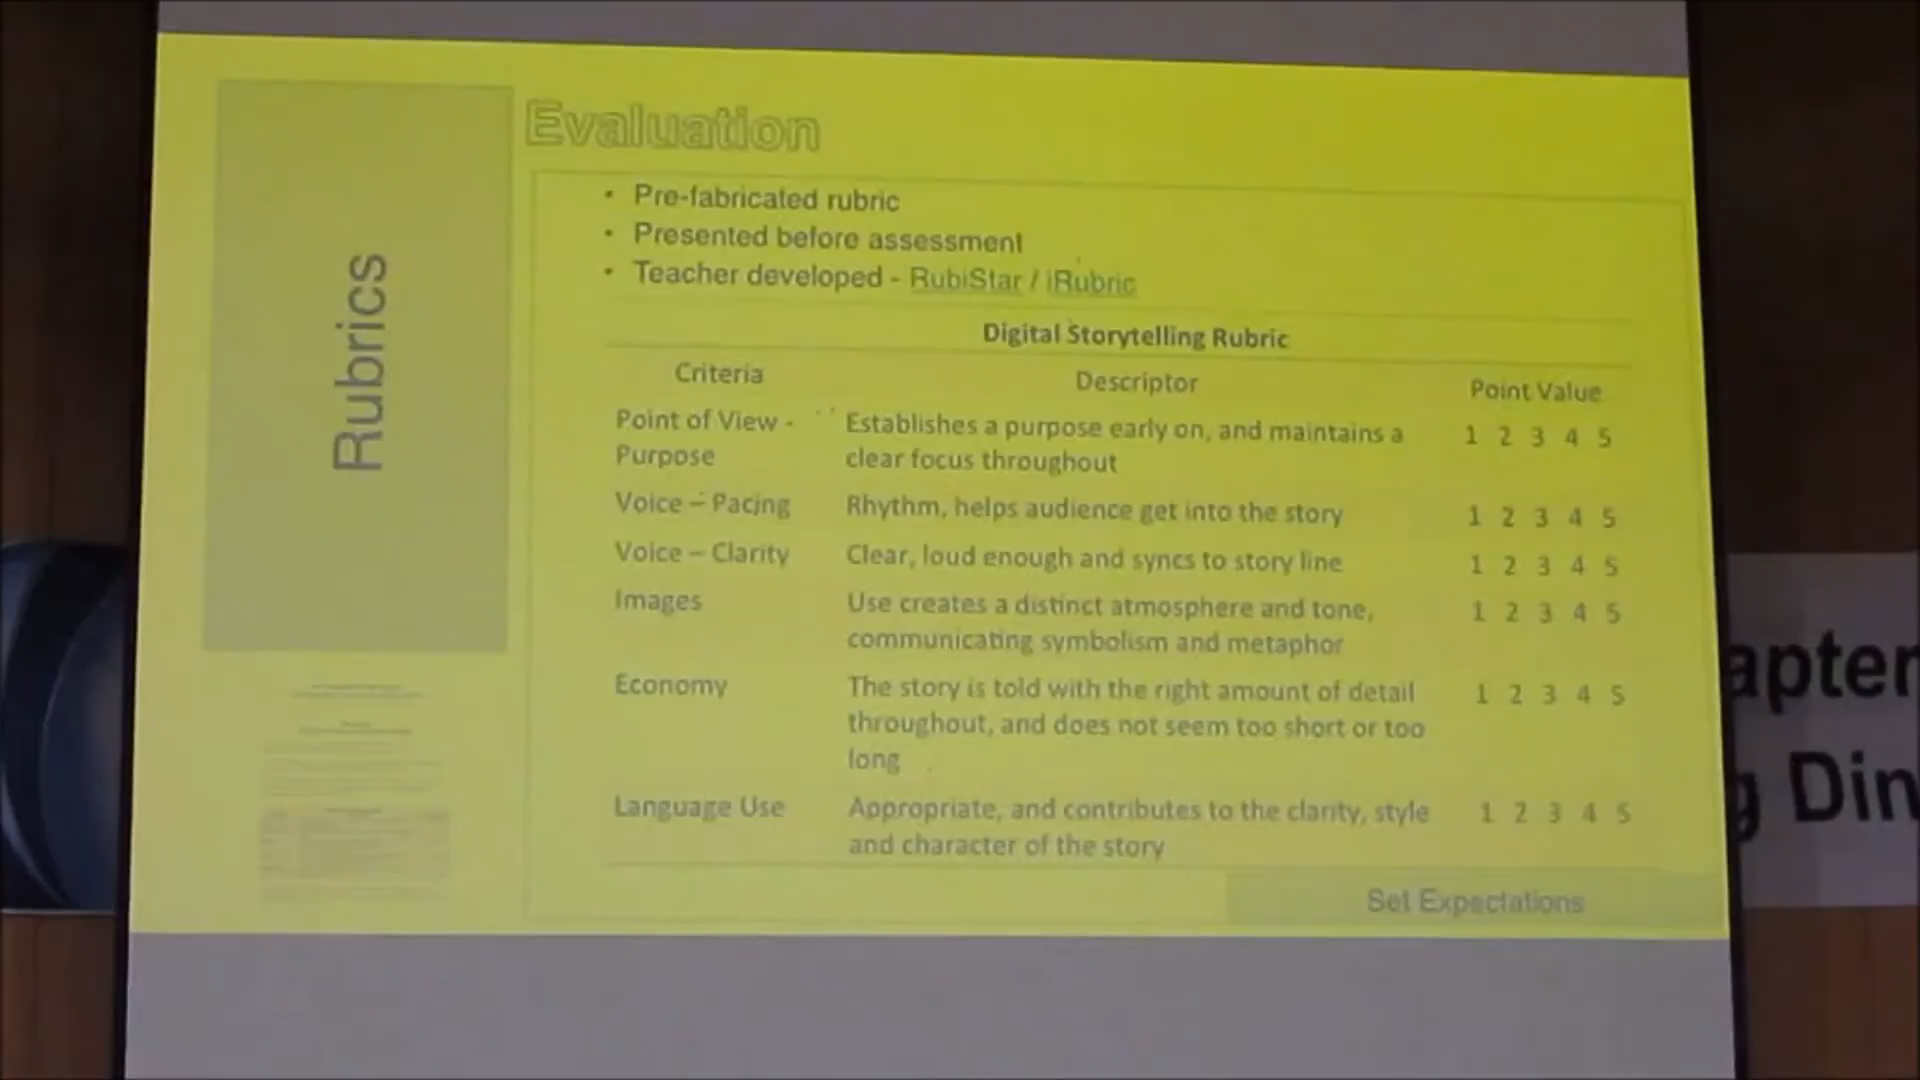 Evaluation
Rubrics
• Pre-fabricated rubric
• Presented before assessment
• Teacher developed - RubiStar / iRubric
Digital Storytelling Rubric
Criteria Descriptor Point Value
Point of View - Establishes a purpose early on, and maintains a 1 2 3 4 5
Purpose clear focus throughout
Voice – Pacing Rhythm, helps audience get into the story 1 2 3 4 5
Voice – Clarity Clear, loud enough and syncs to story line 1 2 3 4 5
Images Use creates a distinct atmosphere and tone, 1 2 3 4 5
communicating symbolism and metaphor
Economy The story is told with the right amount of detail 1 2 3 4 5
throughout, and does not seem too short or too
long
Language Use Appropriate, and contributes to the clarity, style 1 2 3 4 5
and character of the story
Set Expectations
apter
g Din